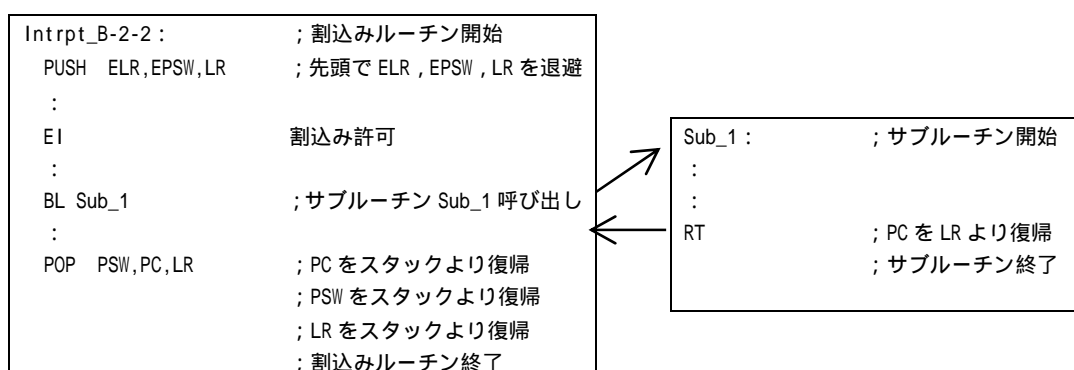 Intrpt_B-2-2： ；割込みルーチン開始
PUSH ELR,EPSW,LR ；先頭で ELR，EPSW，LR を退避
：
EI 割込み許可
：
BL Sub_1 ；サブルーチン Sub_1 呼び出し
：
POP PSW,PC,LR ；PC をスタックより復帰
；PSW をスタックより復帰
；LR をスタックより復帰
；割込みルーチン終了
Sub_1： ；サブルーチン開始
：
：
RT ；PC を LR より復帰
；サブルーチン終了